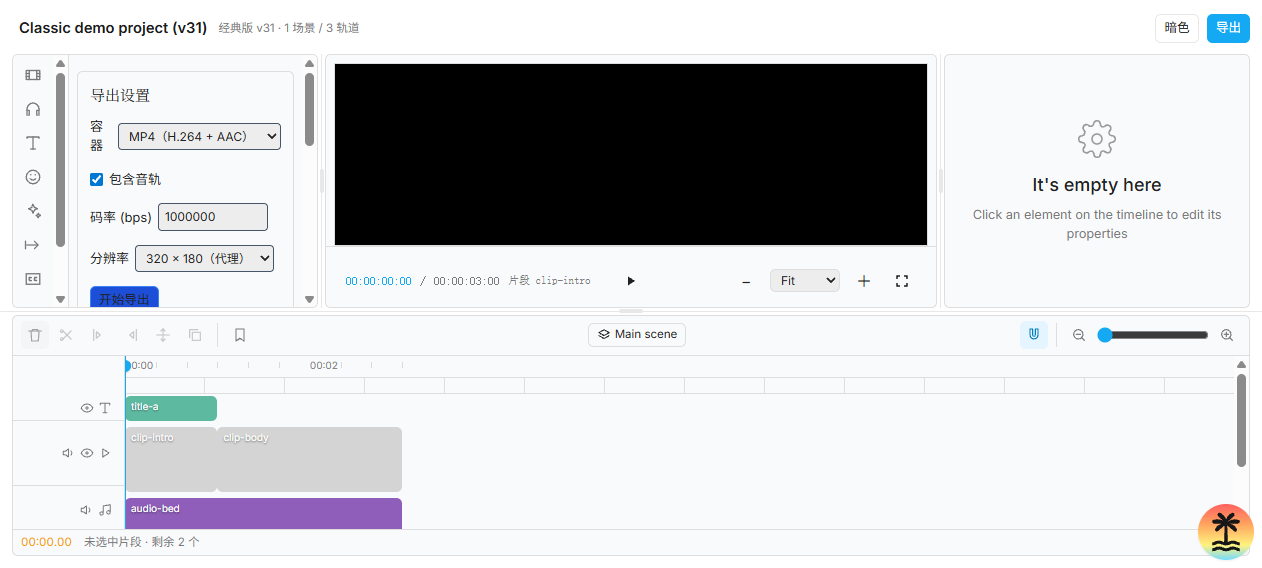 Classic demo project (v31)
经典版 v31 · 1 场景 / 3 轨道
暗色
导出
导出设置
容
器
MP4（H.264 + AAC）
包含音轨
码率 (bps)
1000000
分辨率
320 × 180（代理）
开始导出
00:00:00:00 / 00:00:03:00 片段 clip-intro
Fit
It's empty here
Click an element on the timeline to edit its
properties
Main scene
0:00
00:02
title-a
clip-intro
clip-body
audio-bed
00:00.00
未选中片段 · 剩余 2 个